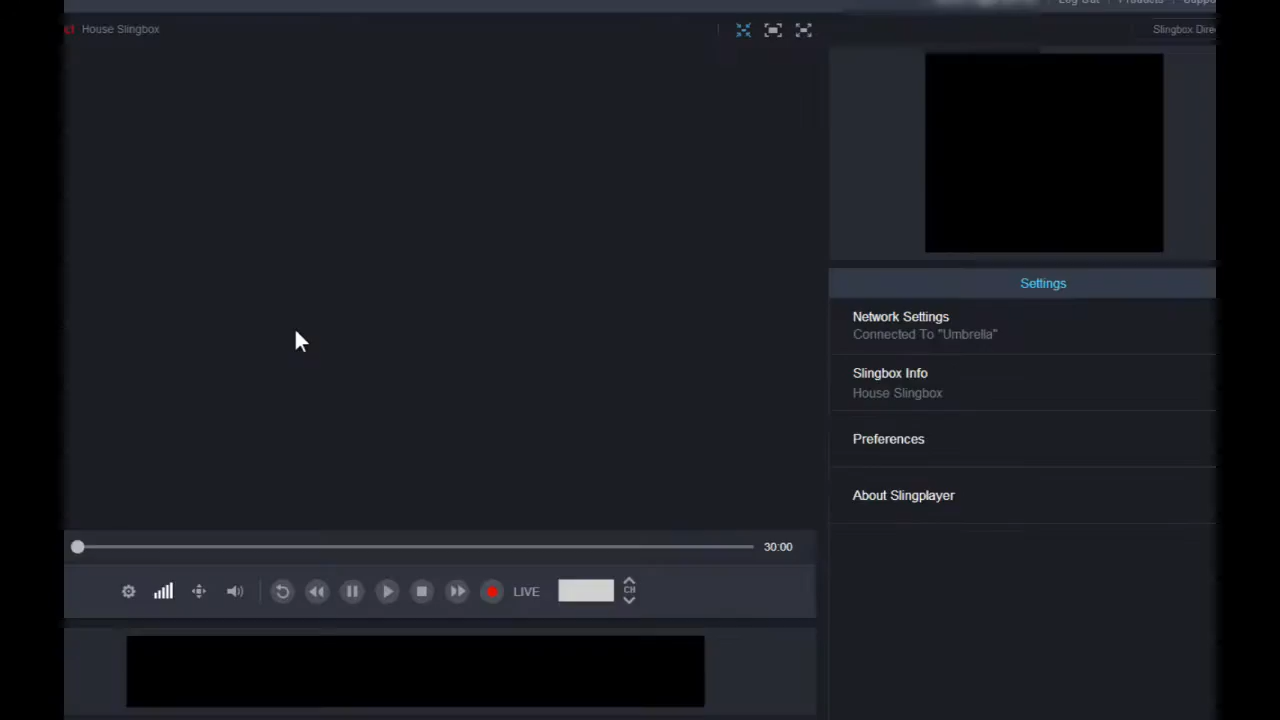 Log Out Products
House Slingbox
Slingbox Dire
Settings
Network Settings
Connected To "Umbrella"
Slingbox Info
House Slingbox
Preferences
About Slingplayer
30:00
LIVE
CH